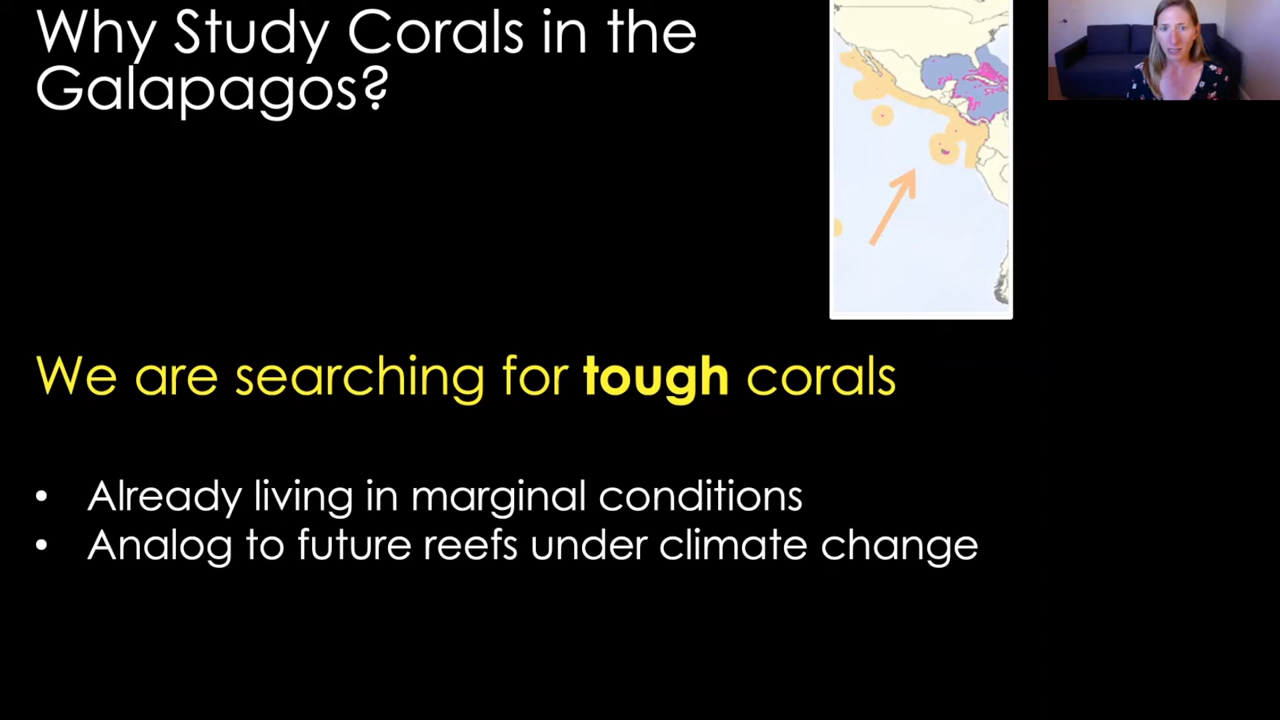 Why Study Corals in the
Galapagos?
We are searching for tough corals
• Already living in marginal conditions
• Analog to future reefs under climate change